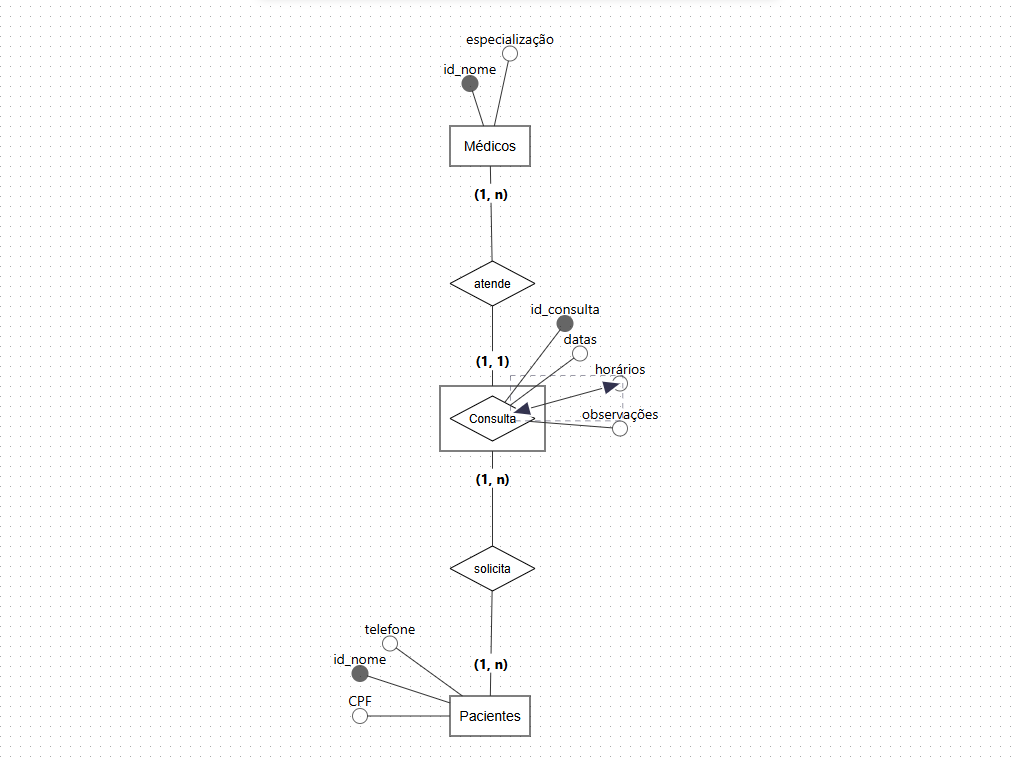 especialização
id_nome
Médicos
(1, n)
atende
id_consulta
datas
(1, 1)
horários
observações
Consulta
(1, n)
solicita
telefone
id_nome
(1, n)
CPF
Pacientes